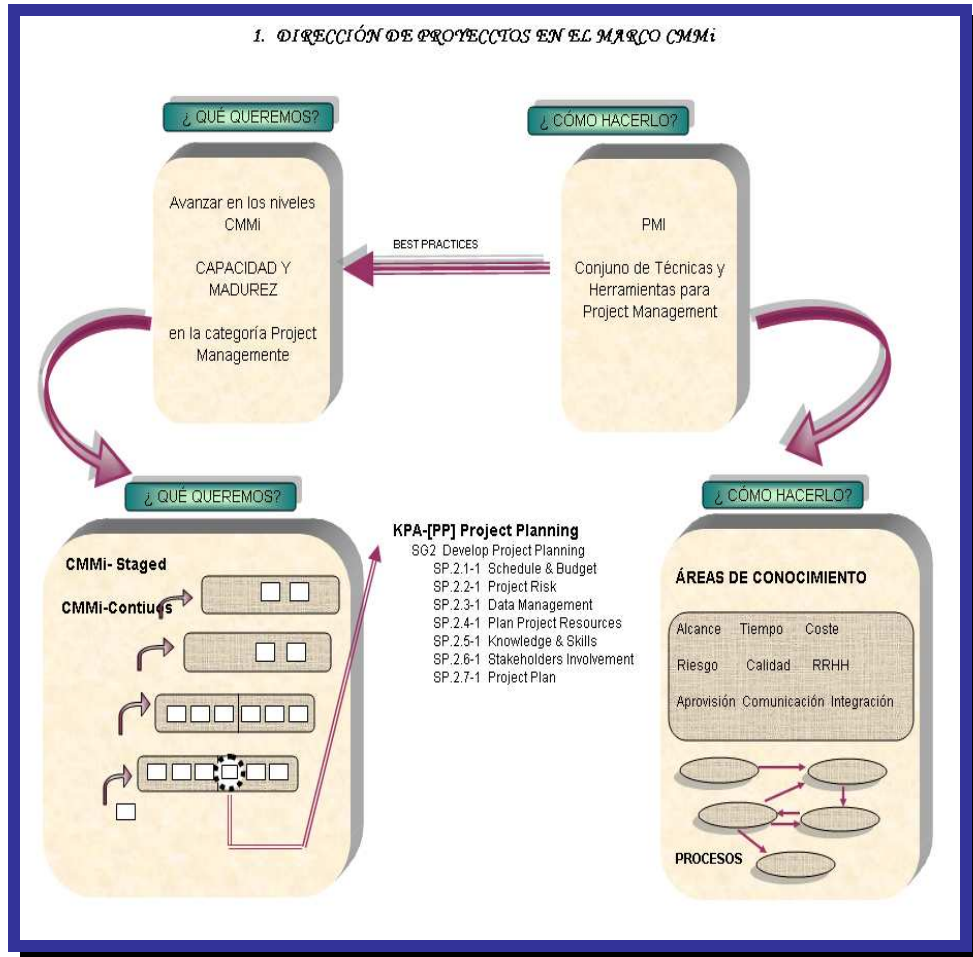 1. DIRECCIÓN DE PROYECCTOS EN EL MARCO CMMi
¿ QUÉ QUEREMOS?
Avanzar en los niveles
CMMi
CAPACIDAD Y
MADUREZ
en la categoría Project
Managemente
BEST PRACTICES
¿ CÓMO HACERLO?
PMI
Conjunto de Técnicas y
Herramientas para
Project Management
¿ QUÉ QUEREMOS?
CMMi- Staged
CMMi-Contiuos
KPA-[PP] Project Planning
SG2 Develop Project Planning
SP.2.1-1 Schedule & Budget
SP.2.2-1 Project Risk
SP.2.3-1 Data Management
SP.2.4-1 Plan Project Resources
SP.2.5-1 Knowledge & Skills
SP.2.6-1 Stakeholders Involvement
SP.2.7-1 Project Plan
¿ CÓMO HACERLO?
ÁREAS DE CONOCIMIENTO
Alcance Tiempo Coste
Riesgo Calidad RRHH
Aprovisión Comunicación Integración
PROCESOS